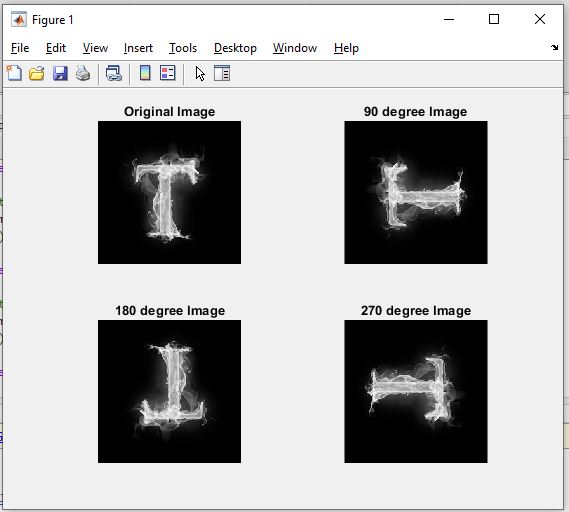 Figure 1
File Edit View Insert Tools Desktop Window Help
Original Image 90 degree Image
T
180 degree Image 270 degree Image